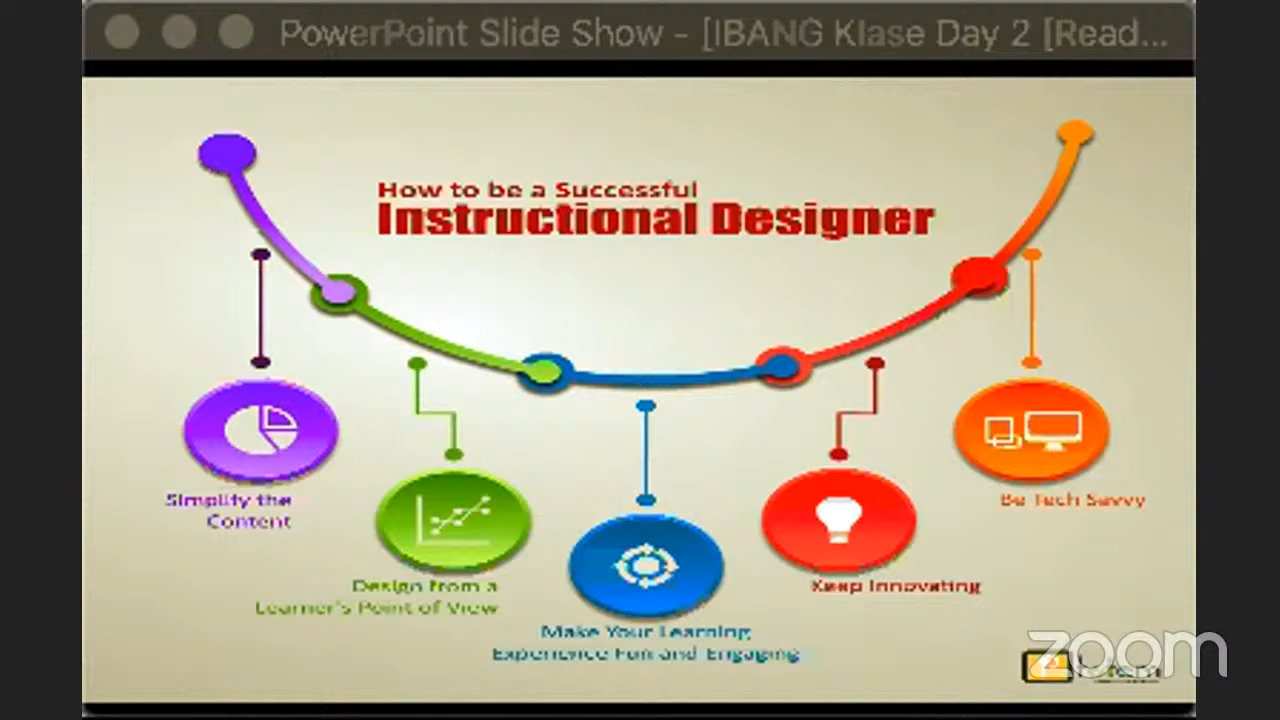 PowerPoint Slide Show - [IBANG Klase Day 2 [Read...
How to be a Successful
Instructional Designer
Simplify the
Content
Design from a
Learner's Point of View
Make Your Learning
Experience Fun and Engaging
Keep Innovating
Be Tech Savvy
zoom